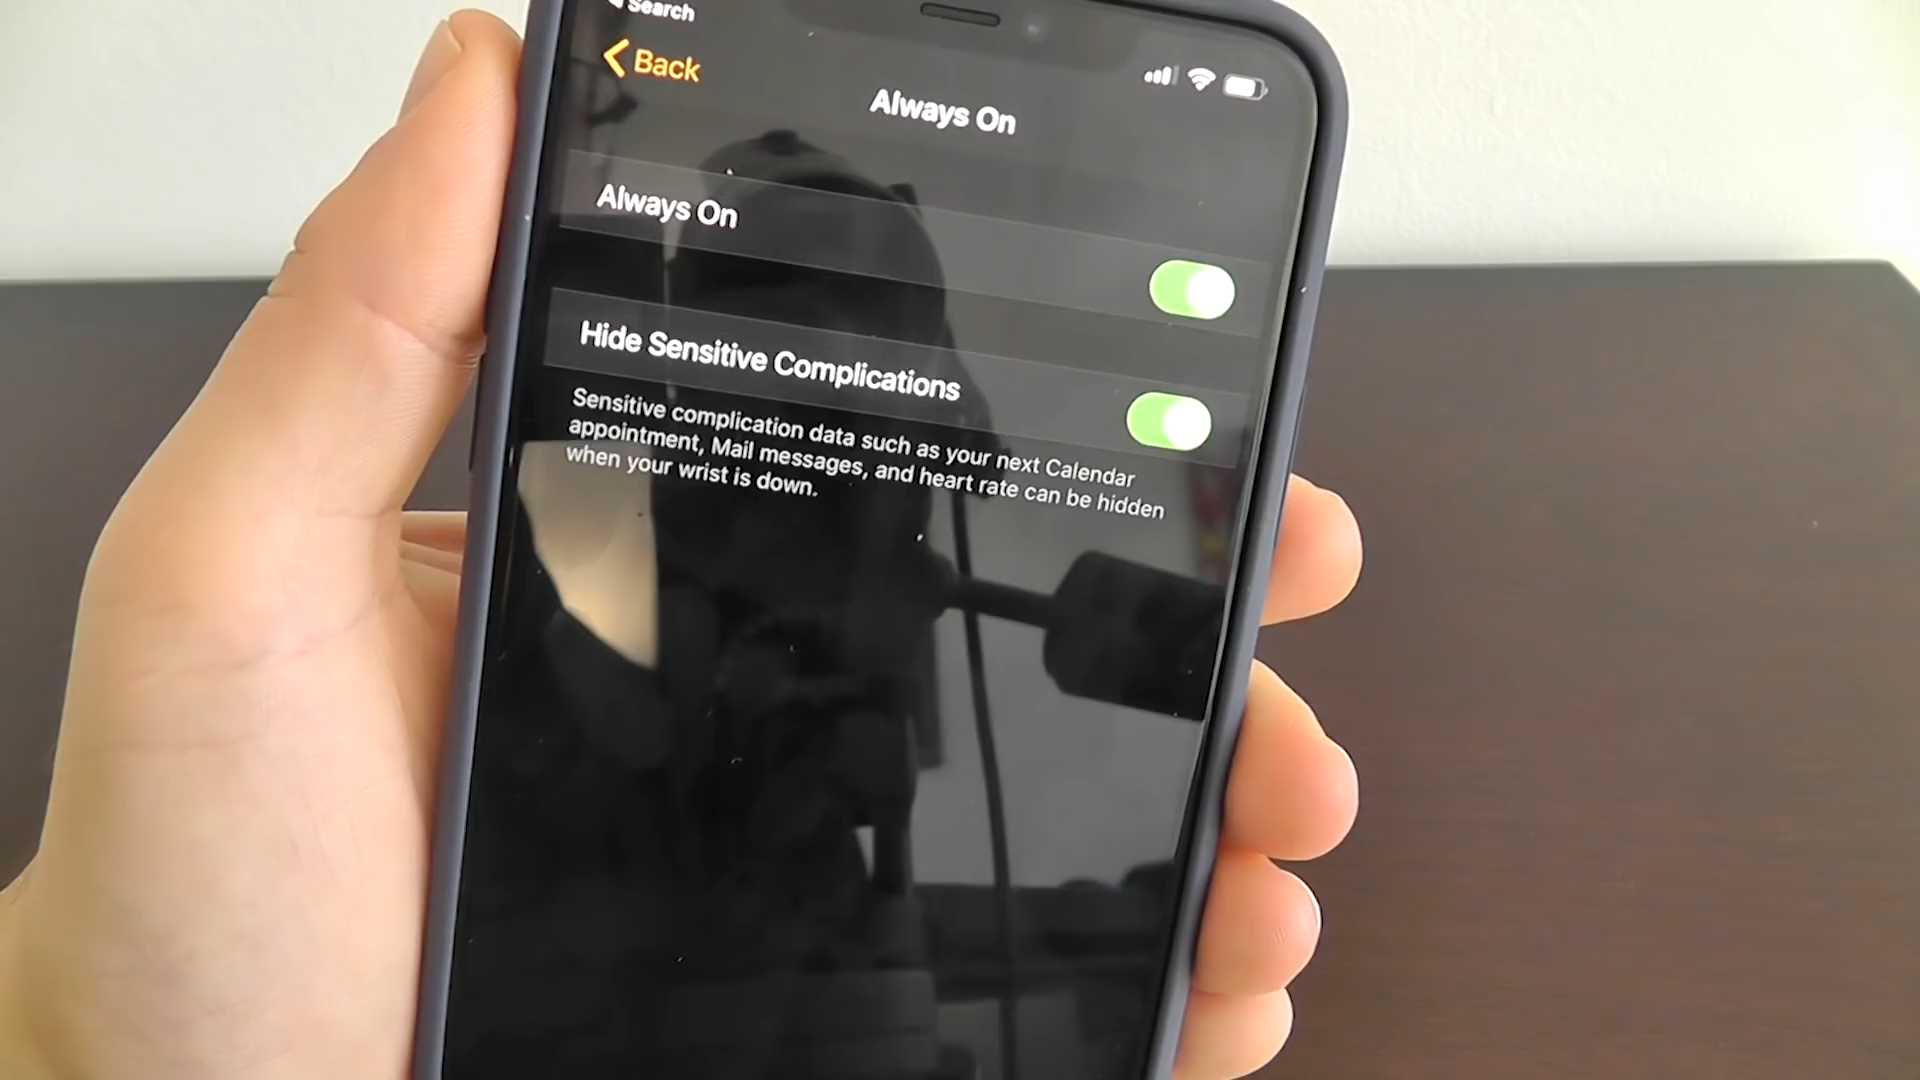 Search
Back
Always On
Always On
Hide Sensitive Complications
Sensitive complication data such as your next Calendar
appointment, Mail messages, and heart rate can be hidden
when your wrist is down.